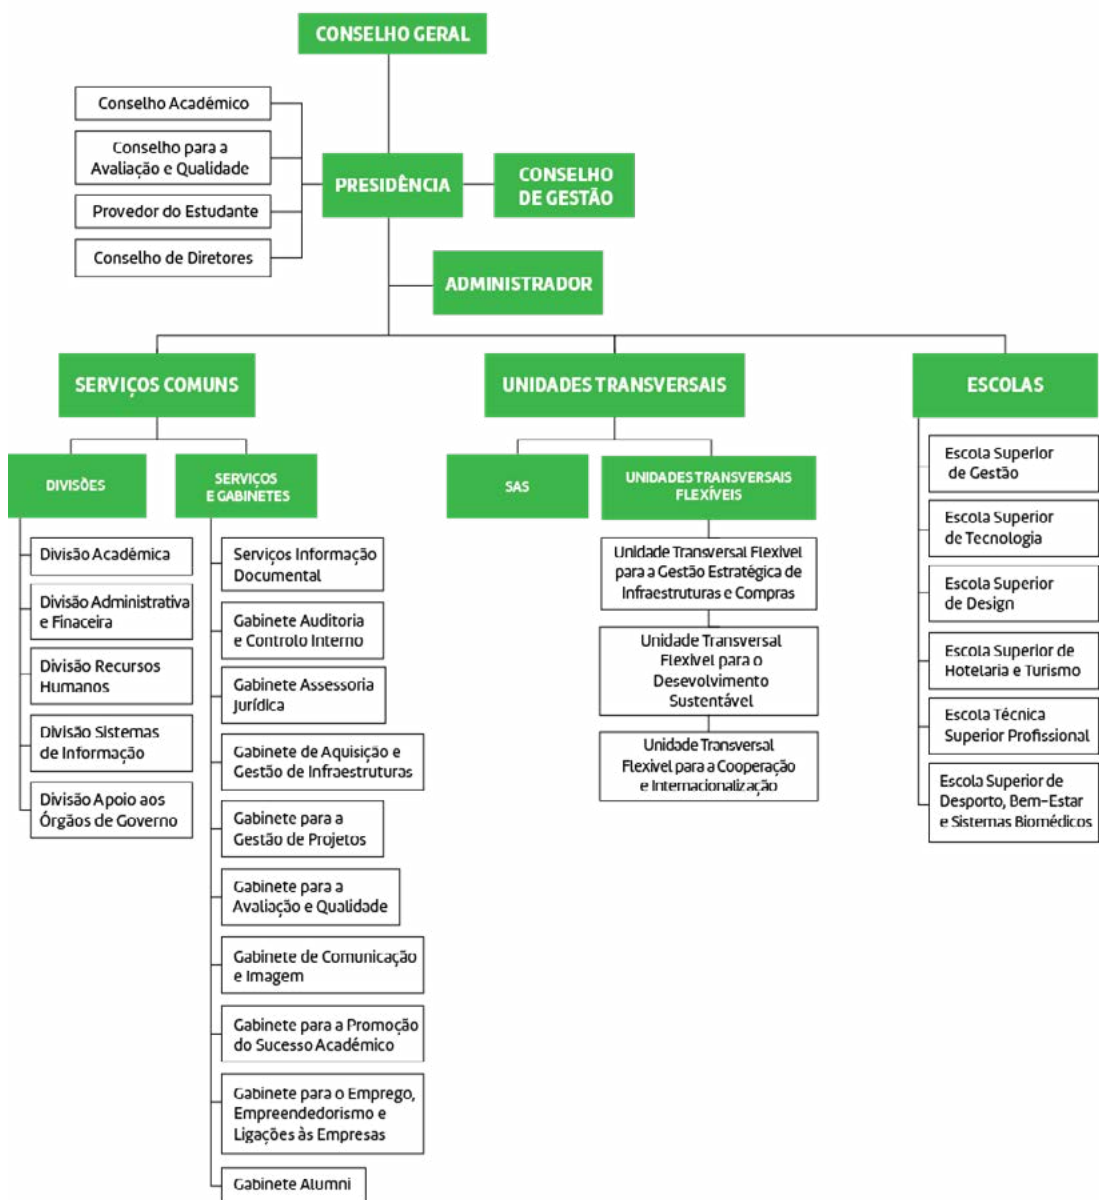 CONSELHO GERAL
Conselho Académico
Conselho para a
Avaliação e Qualidade
Provedor do Estudante
Conselho de Diretores
PRESIDÊNCIA
CONSELHO
DE GESTÃO
ADMINISTRADOR
SERVIÇOS COMUNS
UNIDADES TRANSVERSAIS
ESCOLAS
DIVISÕES
SERVIÇOS
E GABINETES
SAS
UNIDADES TRANSVERSAIS
FLEXÍVEIS
Divisão Académica
Divisão Administrativa
e Finaceira
Divisão Recursos
Humanos
Divisão Sistemas
de Informação
Divisão Apoio aos
Órgãos de Governo
Serviços Informação
Documental
Gabinete Auditoria
e Controlo Interno
Gabinete Assessoria
Jurídica
Gabinete de Aquisição e
Gestão de Infraestruturas
Gabinete para a
Gestão de Projetos
Gabinete para a
Avaliação e Qualidade
Gabinete de Comunicação
e Imagem
Gabinete para a Promoção
do Sucesso Académico
Gabinete para o Emprego,
Empreendedorismo e
Ligações às Empresas
Gabinete Alumni
Unidade Transversal Flexivel
para a Gestão Estratégica de
Infraestruturas e Compras
Unidade Transversal
Flexivel para o
Desevolvimento
Sustentável
Unidade Transversal
Flexivel para a Cooperação
e Internacionalização
Escola Superior
de Gestão
Escola Superior
de Tecnologia
Escola Superior
de Design
Escola Superior de
Hotelaria e Turismo
Escola Técnica
Superior Profissional
Escola Superior de
Desporto, Bem-Estar
e Sistemas Biomédicos